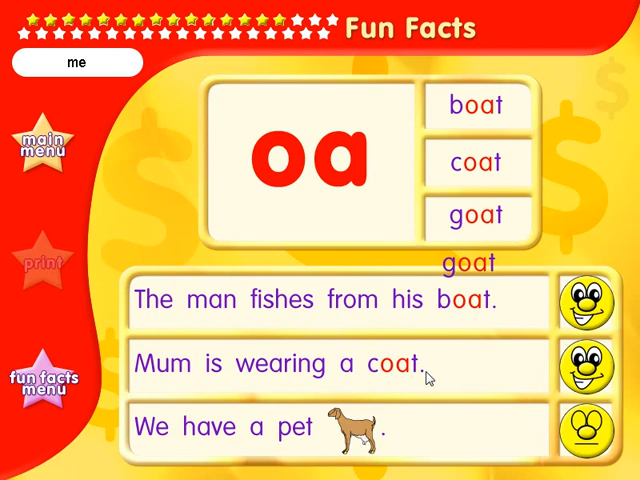 Fun Facts
me
main
menu
oa
boat
coat
goat
goat
print
The man fishes from his boat.
Mum is wearing a coat.
fun facts
menu
We have a pet .